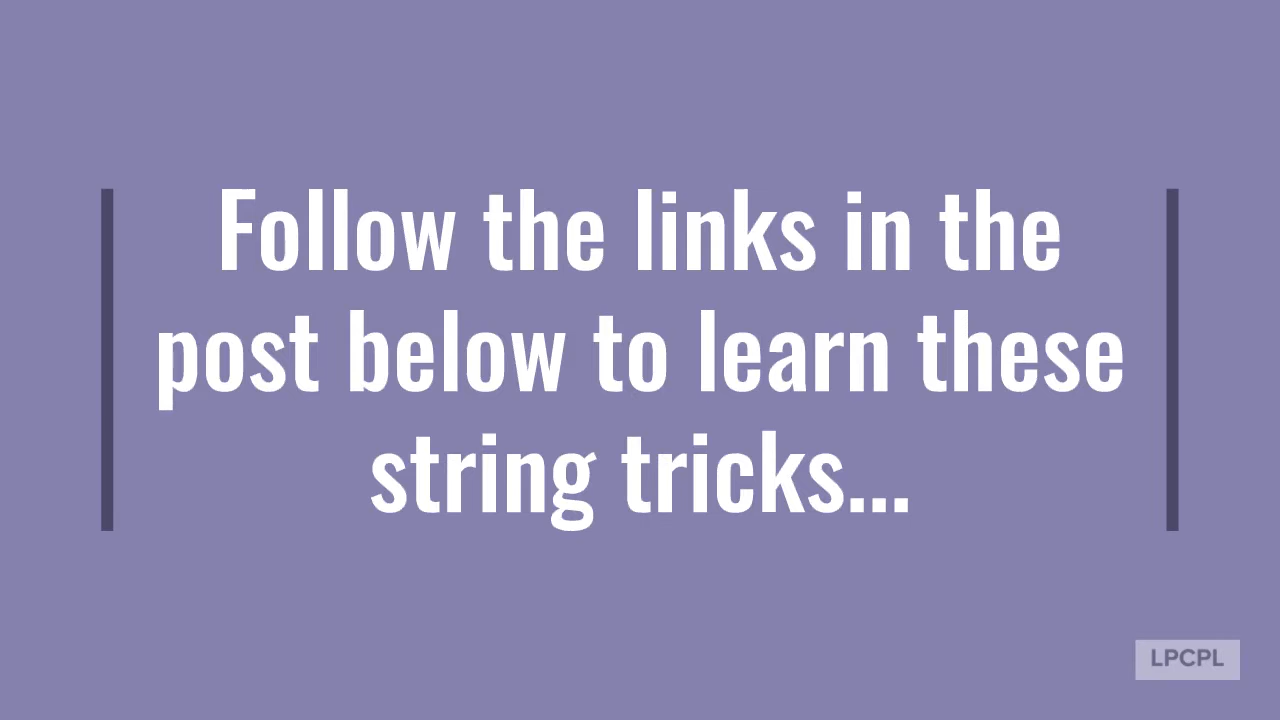 Follow the links in the
post below to learn these
string tricks...
LPCPL